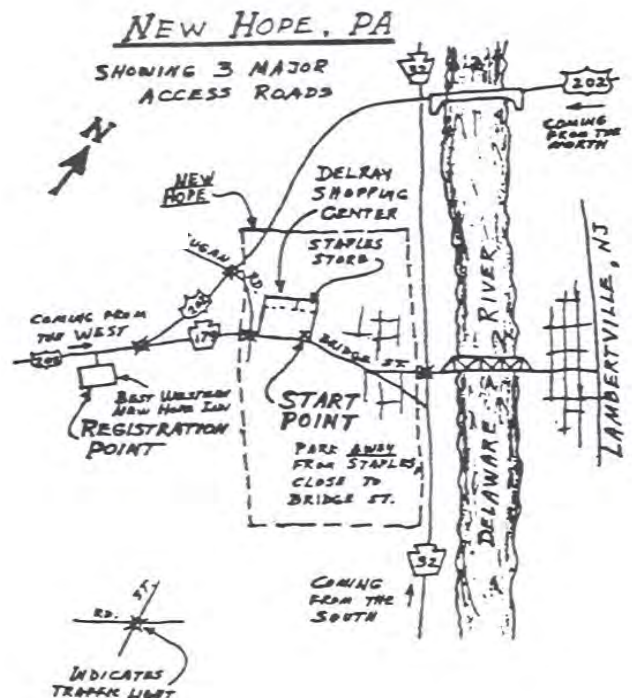 NEW HOPE, PA
SHOWING 3 MAJOR
ACCESS ROADS
N
32
202
COMING
FROM THE
NORTH
NEW
HOPE
DELRAY
SHOPPING
CENTER
STAPLES
STORE
SUGAN RD
COMING FROM
THE WEST
202
179
202
BRIDGE ST.
BEST WESTERN
NEW HOPE INN
REGISTRATION
POINT
START
POINT
PARK AWAY
FROM STAPLES,
CLOSE TO
BRIDGE ST.
DELAWARE RIVER
LAMBERTVILLE, NJ
32
COMING
FROM THE
SOUTH
RD.
ST.
INDICATES
TRAFFIC LIGHT